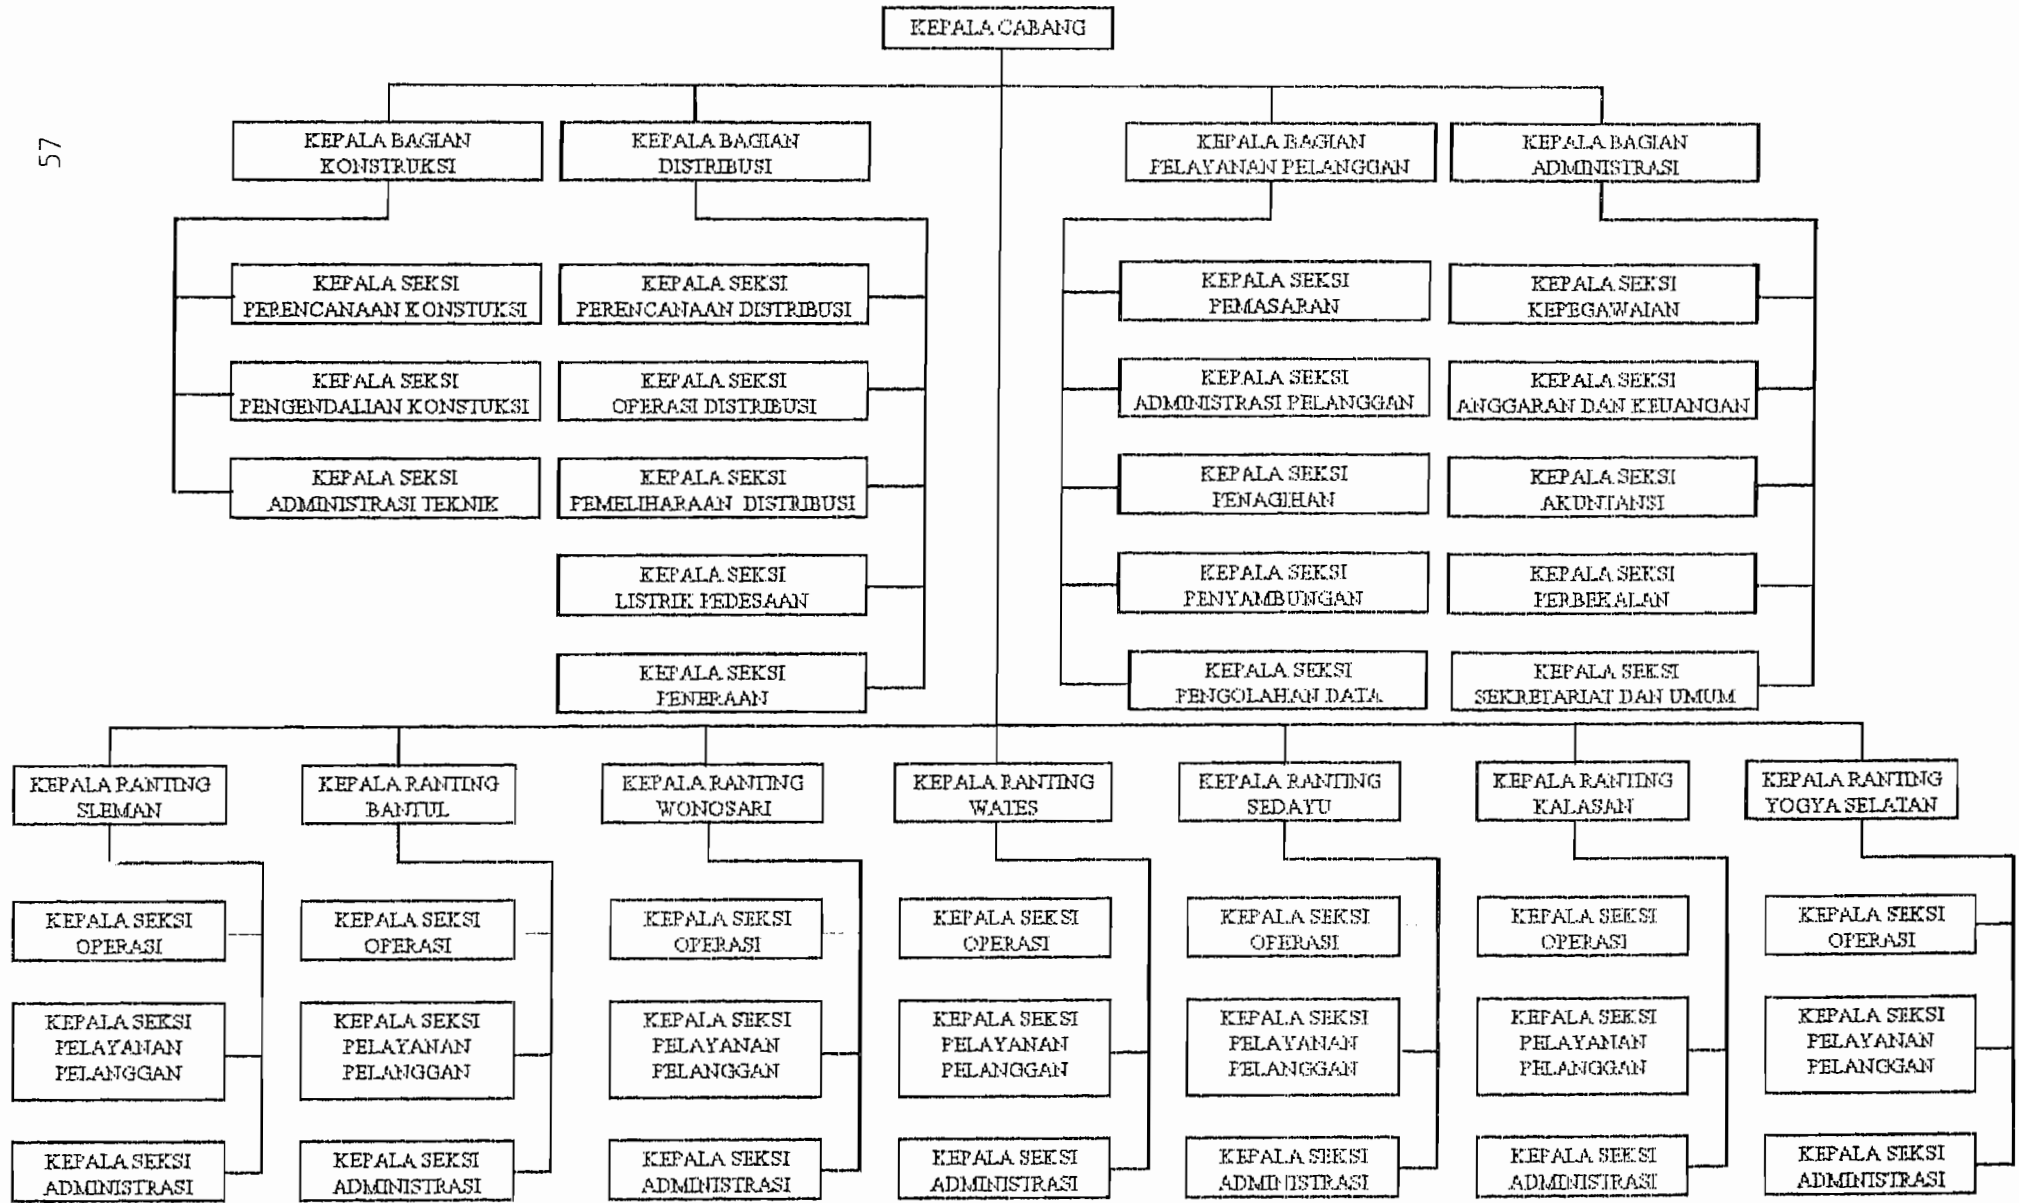 57
KEPALA CABANG
KEPALA BAGIAN
KONSTRUKSI
KEPALA BAGIAN
DISTRIBUSI
KEPALA BAGIAN
PELAYANAN PELANGGAN
KEPALA BAGIAN
ADMINISTRASI
KEPALA SEKSI
PERENCANAAN KONSTUKSI
KEPALA SEKSI
PERENCANAAN DISTRIBUSI
KEPALA SEKSI
PEMASARAN
KEPALA SEKSI
KEPEGAWAIAN
KEPALA SEKSI
PENGENDALIAN KONSTUKSI
KEPALA SEKSI
OPERASI DISTRIBUSI
KEPALA SEKSI
ADMINISTRASI PELANGGAN
KEPALA SEKSI
ANGGARAN DAN KEUANGAN
KEPALA SEKSI
ADMINISTRASI TEKNIK
KEPALA SEKSI
PEMELIHARAAN DISTRIBUSI
KEPALA SEKSI
PENAGIHAN
KEPALA SEKSI
AKUNTANSI
KEPALA SEKSI
LISTRIK PEDESAAN
KEPALA SEKSI
PENYAMBUNGAN
KEPALA SEKSI
PERBEKALAN
KEPALA SEKSI
PENERAAN
KEPALA SEKSI
PENGOLAHAN DATA
KEPALA SEKSI
SEKRETARIAT DAN UMUM
KEPALA RANTING
SLEMAN
KEPALA RANTING
BANTUL
KEPALA RANTING
WONOSARI
KEPALA RANTING
WATES
KEPALA RANTING
SEDAYU
KEPALA RANTING
KALASAN
KEPALA RANTING
YOGYA SELATAN
KEPALA SEKSI
OPERASI
KEPALA SEKSI
OPERASI
KEPALA SEKSI
OPERASI
KEPALA SEKSI
OPERASI
KEPALA SEKSI
OPERASI
KEPALA SEKSI
OPERASI
KEPALA SEKSI
OPERASI
KEPALA SEKSI
PELAYANAN
PELANGGAN
KEPALA SEKSI
PELAYANAN
PELANGGAN
KEPALA SEKSI
PELAYANAN
PELANGGAN
KEPALA SEKSI
PELAYANAN
PELANGGAN
KEPALA SEKSI
PELAYANAN
PELANGGAN
KEPALA SEKSI
PELAYANAN
PELANGGAN
KEPALA SEKSI
PELAYANAN
PELANGGAN
KEPALA SEKSI
ADMINISTRASI
KEPALA SEKSI
ADMINISTRASI
KEPALA SEKSI
ADMINISTRASI
KEPALA SEKSI
ADMINISTRASI
KEPALA SEKSI
ADMINISTRASI
KEPALA SEKSI
ADMINISTRASI
KEPALA SEKSI
ADMINISTRASI